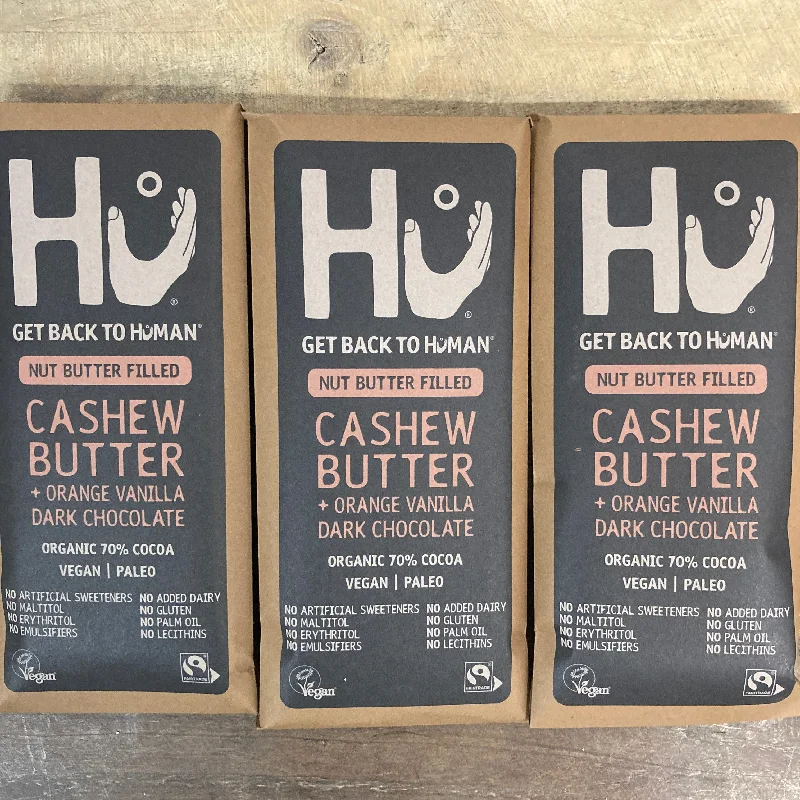 Hu
®
GET BACK TO HUMAN®
NUT BUTTER FILLED
CASHEW
BUTTER
+ ORANGE VANILLA
DARK CHOCOLATE
ORGANIC 70% COCOA
VEGAN | PALEO
NO ARTIFICIAL SWEETENERS
NO MALTITOL
NO ERYTHRITOL
NO EMULSIFIERS
NO ADDED DAIRY
NO GLUTEN
NO PALM OIL
NO LECITHINS
Vegan
FAIRTRADE
Hu
®
GET BACK TO HUMAN®
NUT BUTTER FILLED
CASHEW
BUTTER
+ ORANGE VANILLA
DARK CHOCOLATE
ORGANIC 70% COCOA
VEGAN | PALEO
NO ARTIFICIAL SWEETENERS
NO MALTITOL
NO ERYTHRITOL
NO EMULSIFIERS
NO ADDED DAIRY
NO GLUTEN
NO PALM OIL
NO LECITHINS
Vegan
FAIRTRADE
Hu
®
GET BACK TO HUMAN®
NUT BUTTER FILLED
CASHEW
BUTTER
+ ORANGE VANILLA
DARK CHOCOLATE
ORGANIC 70% COCOA
VEGAN | PALEO
NO ARTIFICIAL SWEETENERS
NO MALTITOL
NO ERYTHRITOL
NO EMULSIFIERS
NO ADDED DAIRY
NO GLUTEN
NO PALM OIL
NO LECITHINS
Vegan
FAIRTRADE